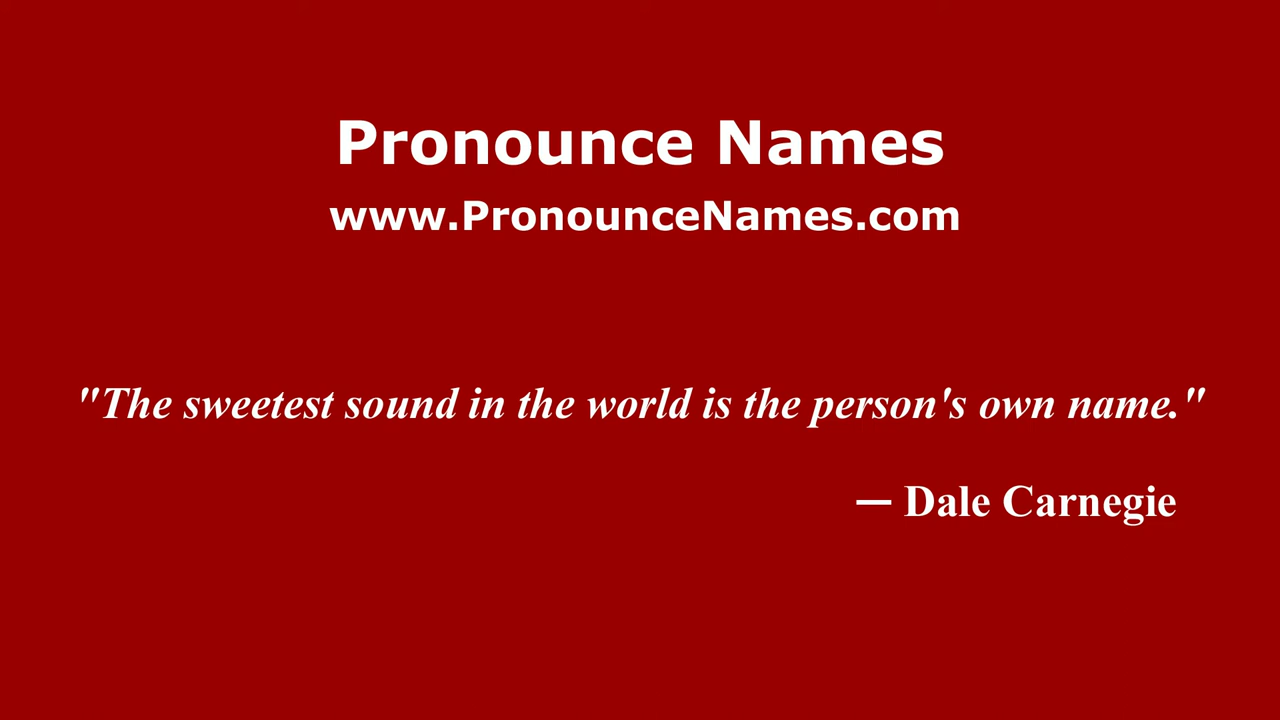 Pronounce Names
www.PronounceNames.com
"The sweetest sound in the world is the person's own name."
— Dale Carnegie